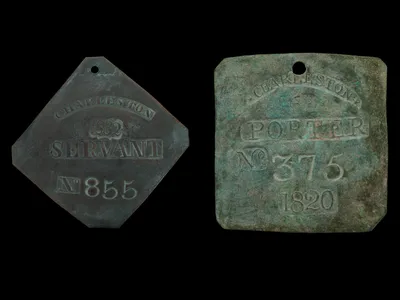 CHARLESTON
SERVANT
No 855
CHARLESTON
PORTER
No 375
1820